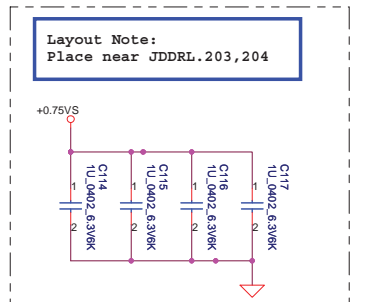 Layout Note:
Place near JDDRL.203,204
+0.75VS
C114
1U_0402_6.3V6K
1
2
C115
1U_0402_6.3V6K
1
2
C116
1U_0402_6.3V6K
1
2
C117
1U_0402_6.3V6K
1
2